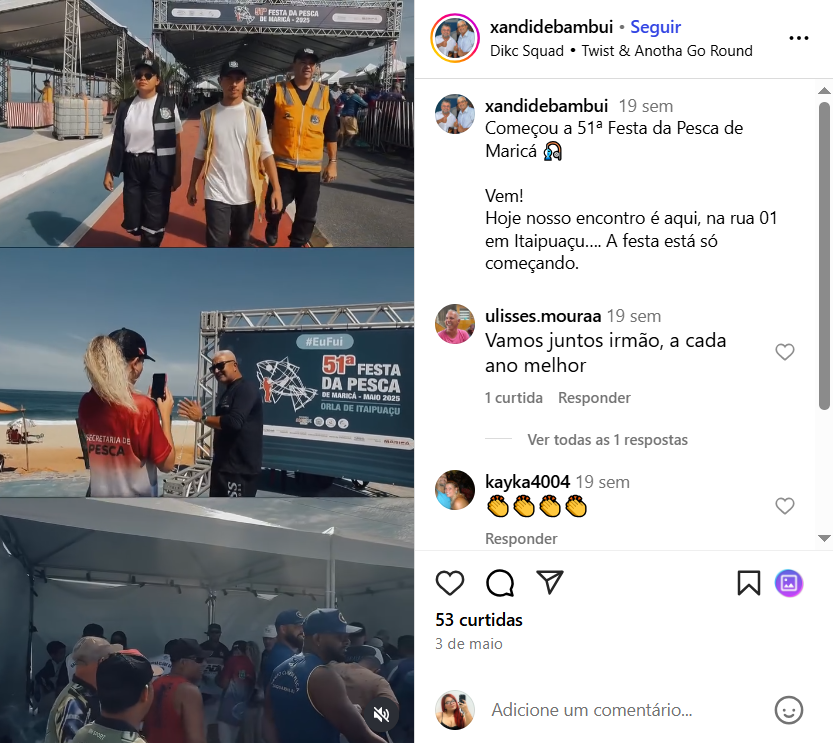 51ª FESTA DA PESCA
DE MARICÁ - 2025
#EuFui
51ª FESTA
DA PESCA
DE MARICÁ - MAIO 2025
ORLA DE ITAIPUAÇU
SECRETARIA DE
PESCA
xandidebambui • Seguir
Dikc Squad • Twist & Anotha Go Round
xandidebambui 19 sem
Começou a 51ª Festa da Pesca de
Maricá 🎣
Vem!
Hoje nosso encontro é aqui, na rua 01
em Itaipuaçu.... A festa está só
começando.
ulisses.mouraa 19 sem
Vamos juntos irmão, a cada
ano melhor
1 curtida Responder
Ver todas as 1 respostas
kayka4004 19 sem
👏👏👏👏
Responder
53 curtidas
3 de maio
Adicione um comentário...